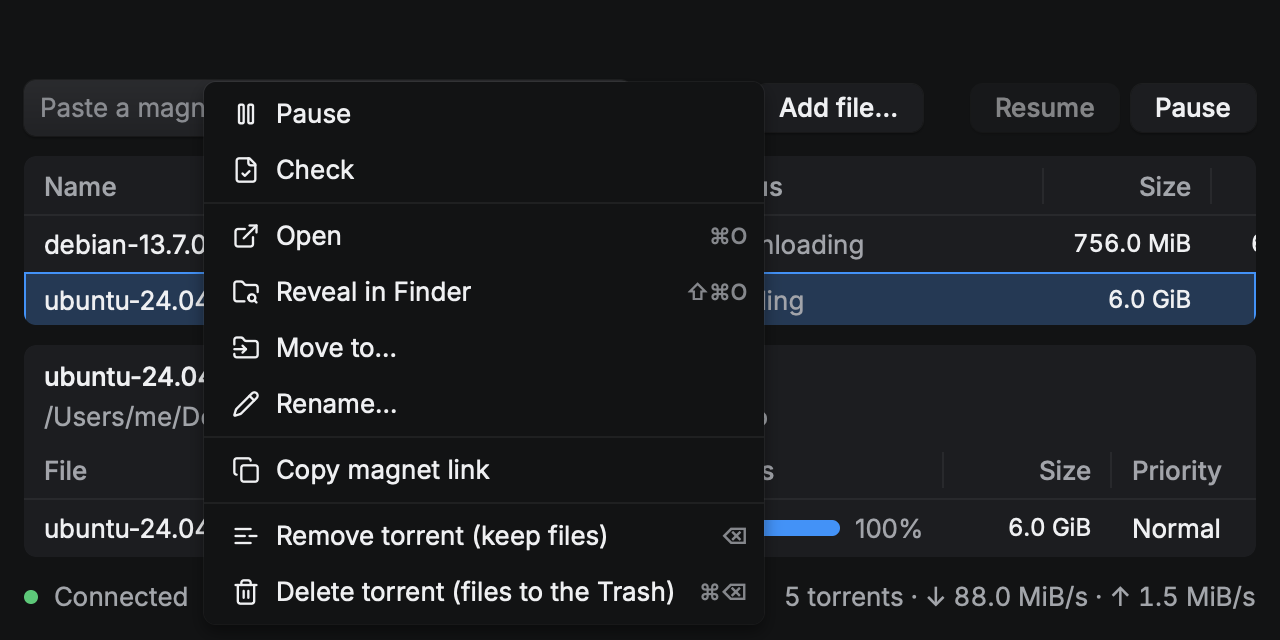 Paste a magn
Add file...
Resume
Pause
Pause
Check
Open ⌘O
Reveal in Finder ⇧⌘O
Move to...
Rename...
Copy magnet link
Remove torrent (keep files) ⌫
Delete torrent (files to the Trash) ⌘⌫
Name Size
debian-13.7.0 nloading 756.0 MiB
ubuntu-24.04 ing 6.0 GiB
ubuntu-24.04
/Users/me/Do
File Size Priority
ubuntu-24.04 100% 6.0 GiB Normal
Connected 5 torrents · ↓ 88.0 MiB/s · ↑ 1.5 MiB/s